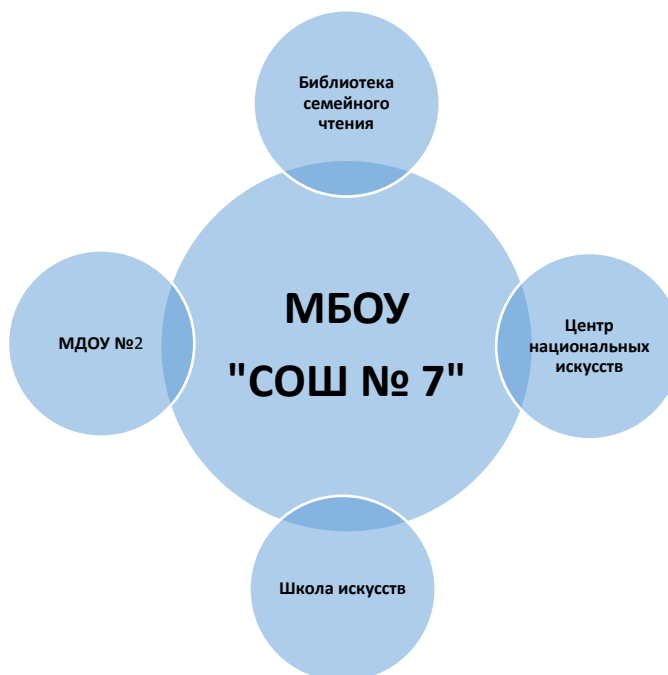 Библиотека
семейного
чтения
МБОУ
"СОШ № 7"
МДОУ №2
Центр
национальных
искусств
Школа искусств